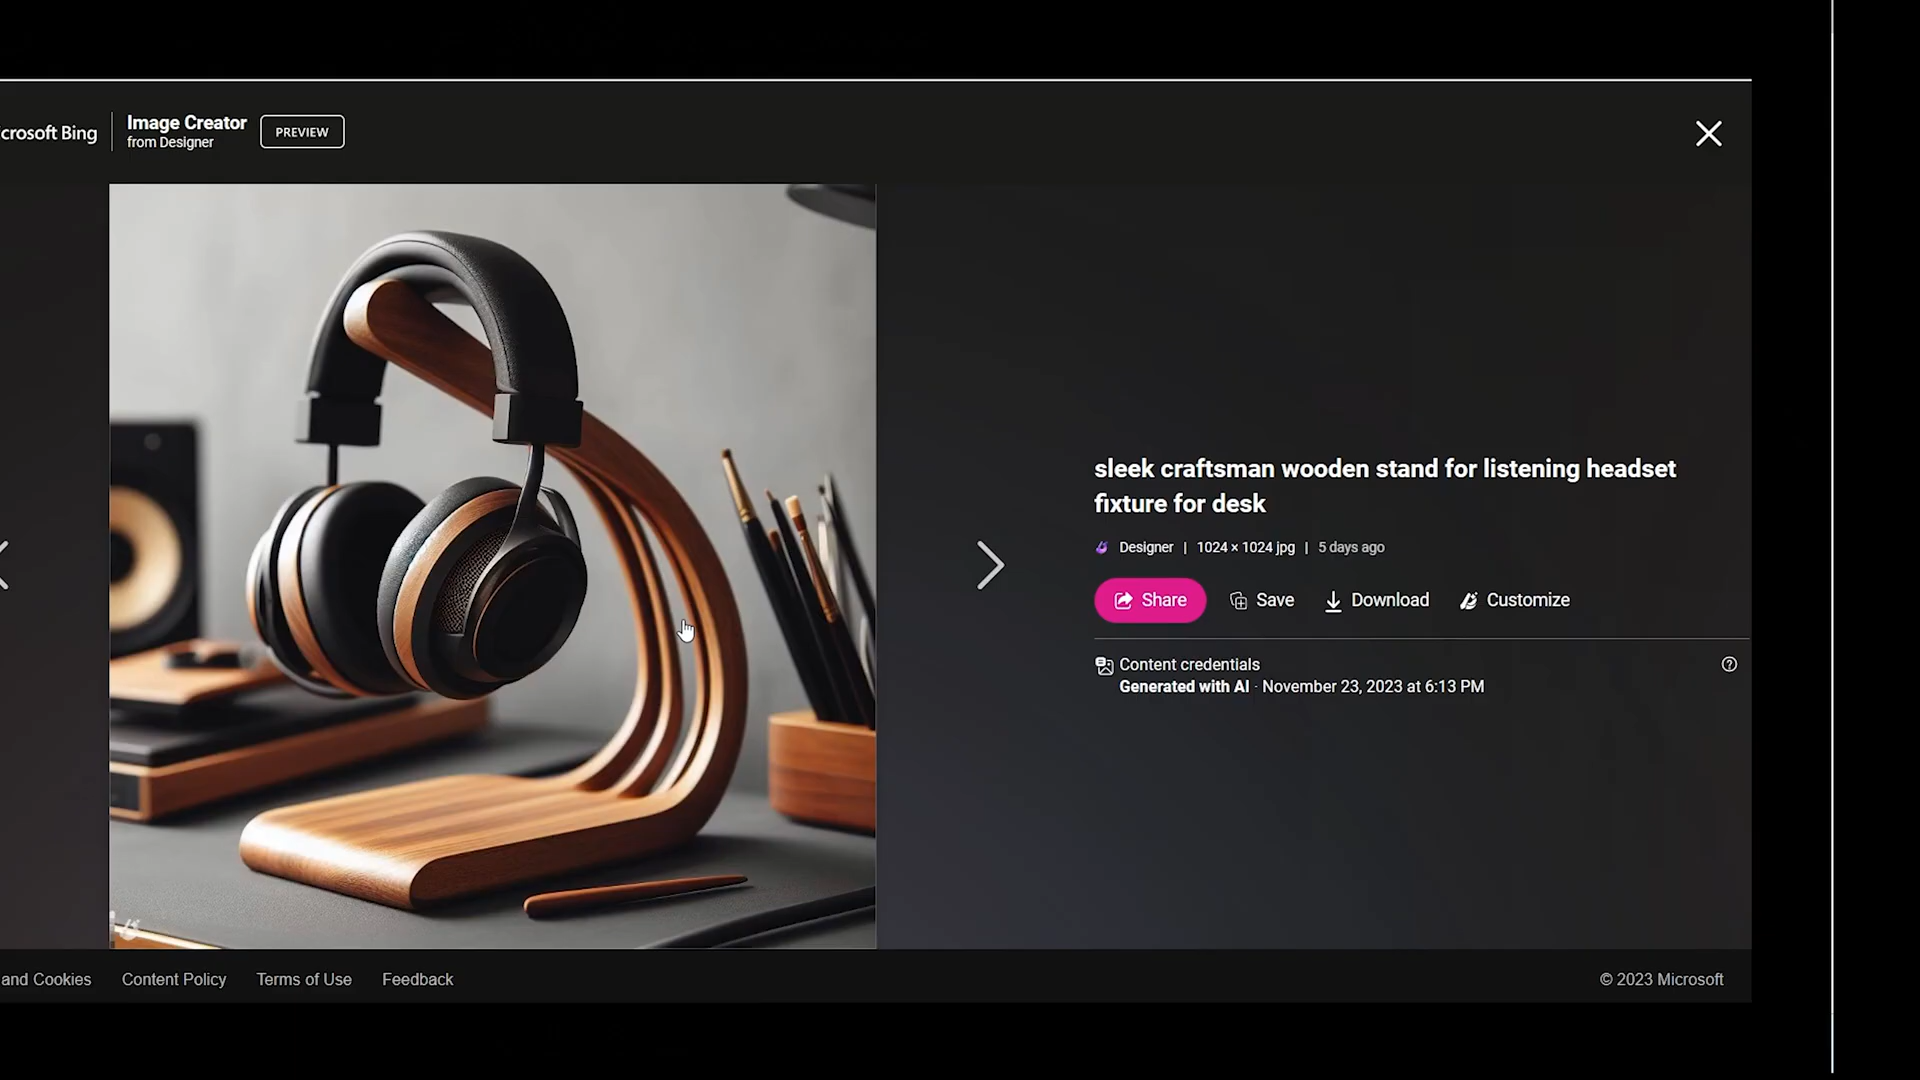 crosoft Bing
Image Creator
from Designer
PREVIEW
sleek craftsman wooden stand for listening headset
fixture for desk
Designer | 1024 × 1024 jpg | 5 days ago
Share Save Download Customize
Content credentials
Generated with AI · November 23, 2023 at 6:13 PM
and Cookies Content Policy Terms of Use Feedback
© 2023 Microsoft